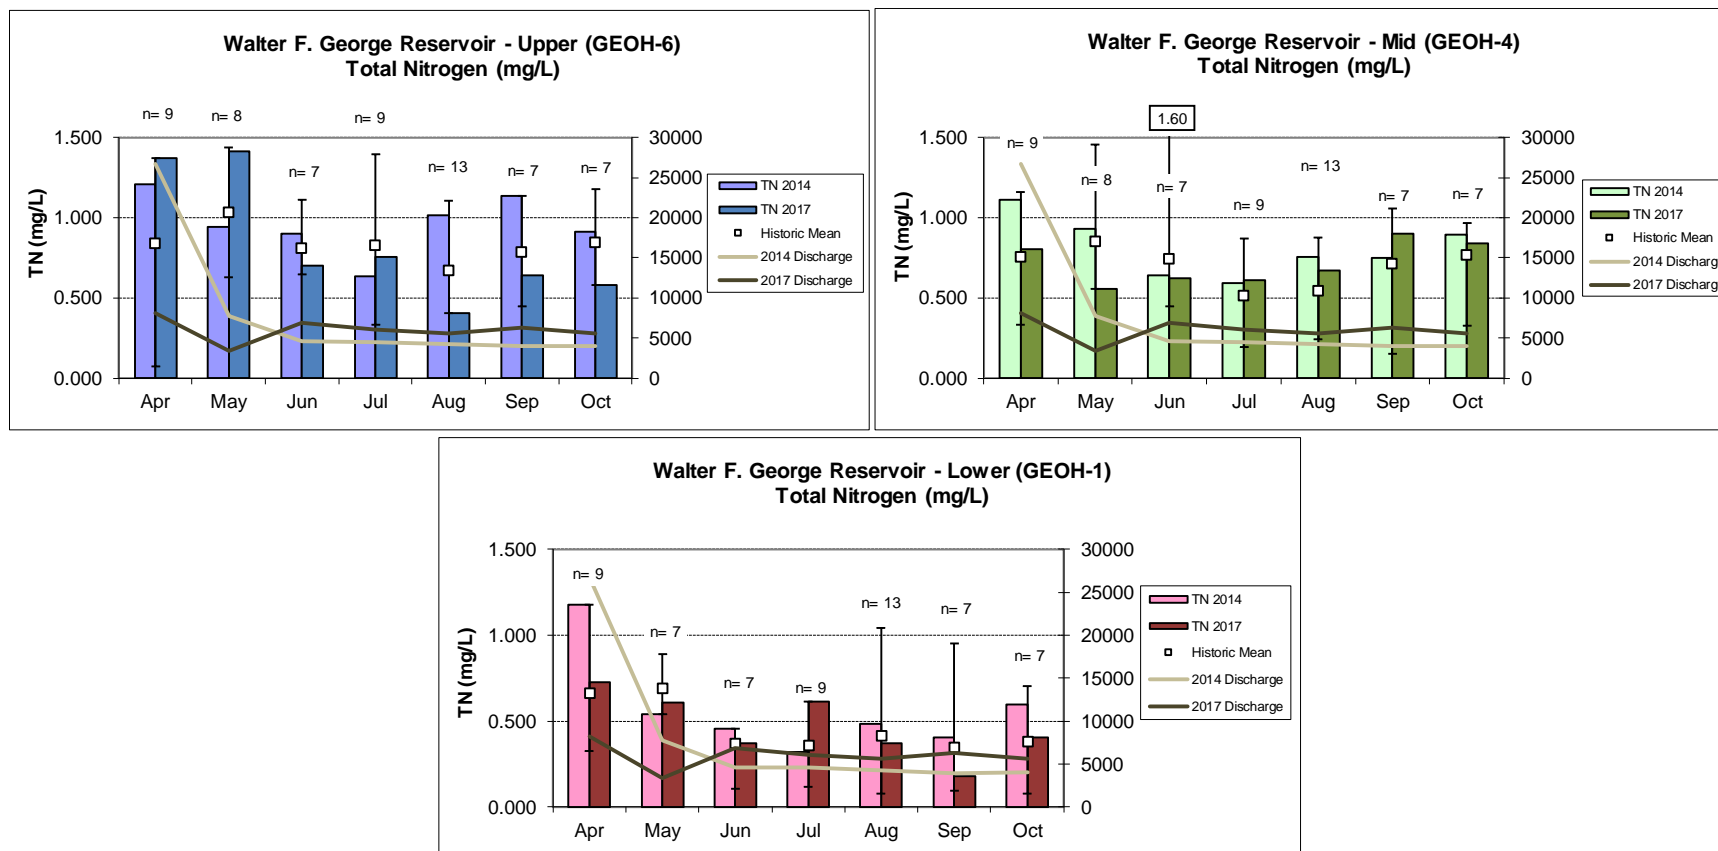 Walter F. George Reservoir - Upper (GEOH-6)
Total Nitrogen (mg/L)
n= 9
n= 8
n= 7
n= 9
n= 13
n= 7
n= 7
TN (mg/L)
1.500
1.000
0.500
0.000
30000
25000
20000
15000
10000
5000
0
Apr May Jun Jul Aug Sep Oct
TN 2014
TN 2017
Historic Mean
2014 Discharge
2017 Discharge
Walter F. George Reservoir - Mid (GEOH-4)
Total Nitrogen (mg/L)
1.60
n= 9
n= 8
n= 7
n= 9
n= 13
n= 7
n= 7
TN (mg/L)
1.500
1.000
0.500
0.000
30000
25000
20000
15000
10000
5000
0
Apr May Jun Jul Aug Sep Oct
TN 2014
TN 2017
Historic Mean
2014 Discharge
2017 Discharge
Walter F. George Reservoir - Lower (GEOH-1)
Total Nitrogen (mg/L)
n= 9
n= 7
n= 7
n= 9
n= 13
n= 7
n= 7
TN (mg/L)
1.500
1.000
0.500
0.000
30000
25000
20000
15000
10000
5000
0
Apr May Jun Jul Aug Sep Oct
TN 2014
TN 2017
Historic Mean
2014 Discharge
2017 Discharge